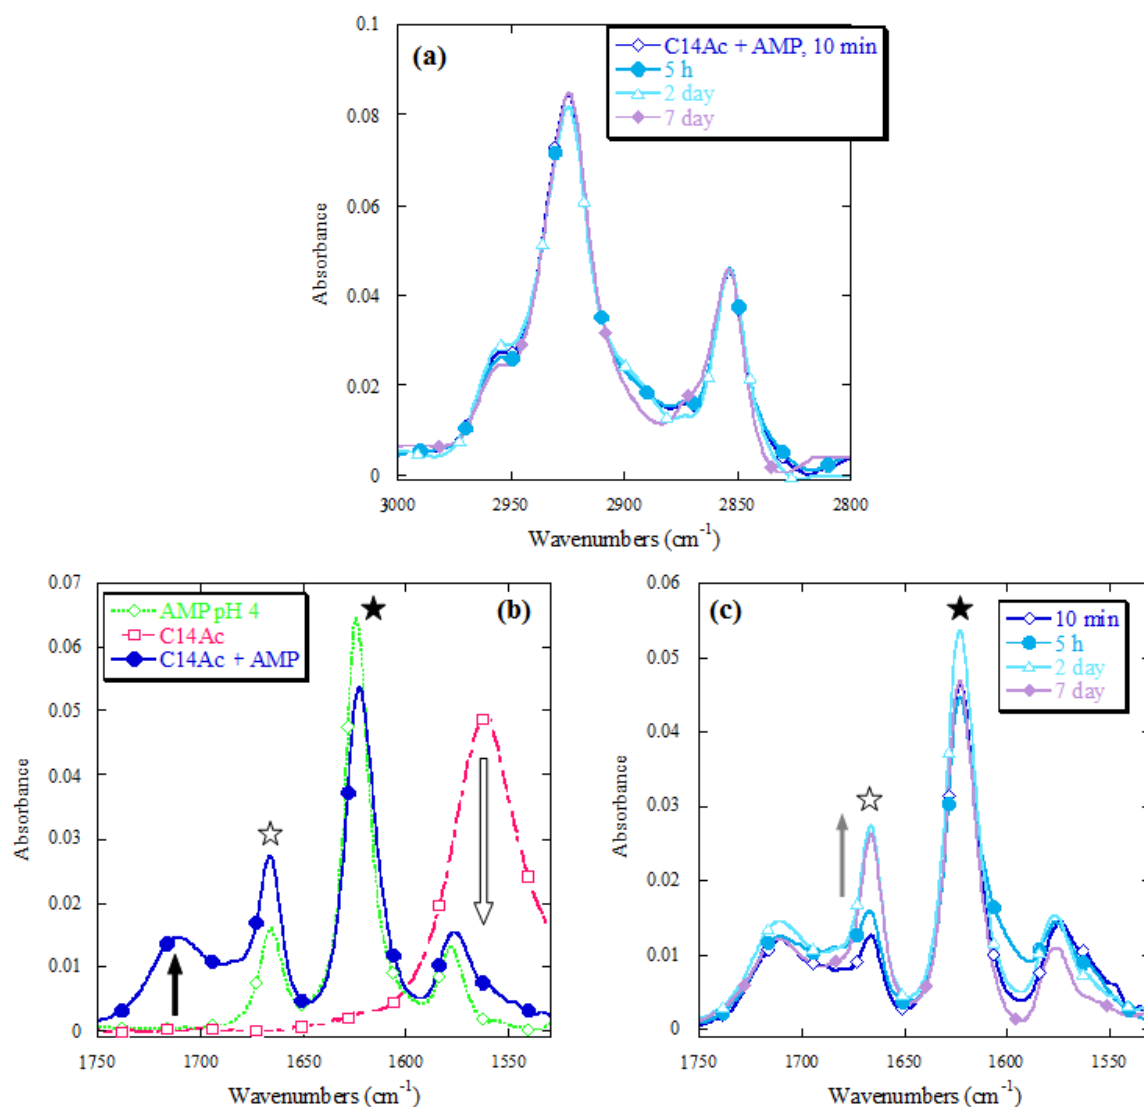 (a)
C14Ac + AMP, 10 min
5 h
2 day
7 day
0.1
0.08
0.06
0.04
0.02
0
Absorbance
3000 2950 2900 2850 2800
Wavenumbers (cm-1)
(b)
AMP pH 4
C14Ac
C14Ac + AMP
0.07
0.06
0.05
0.04
0.03
0.02
0.01
0
Absorbance
1750 1700 1650 1600 1550
Wavenumbers (cm-1)
(c)
10 min
5 h
2 day
7 day
0.06
0.05
0.04
0.03
0.02
0.01
0
Absorbance
1750 1700 1650 1600 1550
Wavenumbers (cm-1)